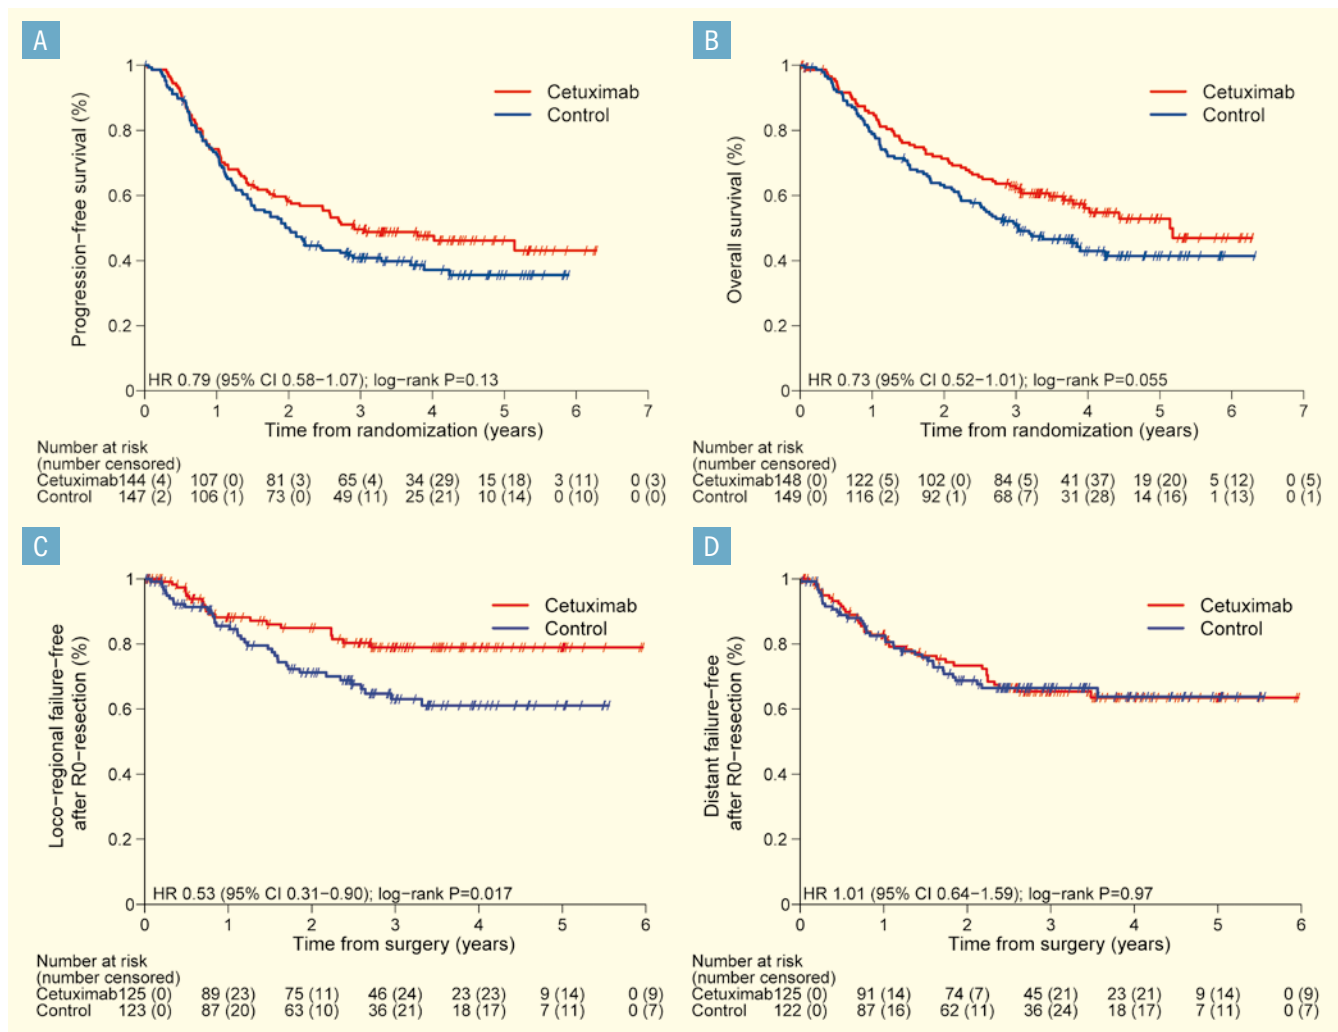 A
Progression−free survival (%)
1
0.8
0.6
0.4
0.2
0
Cetuximab
Control
HR 0.79 (95% CI 0.58−1.07); log−rank P=0.13
0 1 2 3 4 5 6 7
Time from randomization (years)
Number at risk
(number censored)
Cetuximab 144 (4) 107 (0) 81 (3) 65 (4) 34 (29) 15 (18) 3 (11) 0 (3)
Control 147 (2) 106 (1) 73 (0) 49 (11) 25 (21) 10 (14) 0 (10) 0 (0)
B
Overall survival (%)
1
0.8
0.6
0.4
0.2
0
Cetuximab
Control
HR 0.73 (95% CI 0.52−1.01); log−rank P=0.055
0 1 2 3 4 5 6 7
Time from randomization (years)
Number at risk
(number censored)
Cetuximab 148 (0) 122 (5) 102 (0) 84 (5) 41 (37) 19 (20) 5 (12) 0 (5)
Control 149 (0) 116 (2) 92 (1) 68 (7) 31 (28) 14 (16) 1 (13) 0 (1)
C
Loco−regional failure−free
after R0−resection (%)
1
0.8
0.6
0.4
0.2
0
Cetuximab
Control
HR 0.53 (95% CI 0.31−0.90); log−rank P=0.017
0 1 2 3 4 5 6
Time from surgery (years)
Number at risk
(number censored)
Cetuximab 125 (0) 89 (23) 75 (11) 46 (24) 23 (23) 9 (14) 0 (9)
Control 123 (0) 87 (20) 63 (10) 36 (21) 18 (17) 7 (11) 0 (7)
D
Distant failure−free
after R0−resection (%)
1
0.8
0.6
0.4
0.2
0
Cetuximab
Control
HR 1.01 (95% CI 0.64−1.59); log−rank P=0.97
0 1 2 3 4 5 6
Time from surgery (years)
Number at risk
(number censored)
Cetuximab 125 (0) 91 (14) 74 (7) 45 (21) 23 (21) 9 (14) 0 (9)
Control 122 (0) 87 (16) 62 (11) 36 (24) 18 (17) 7 (11) 0 (7)